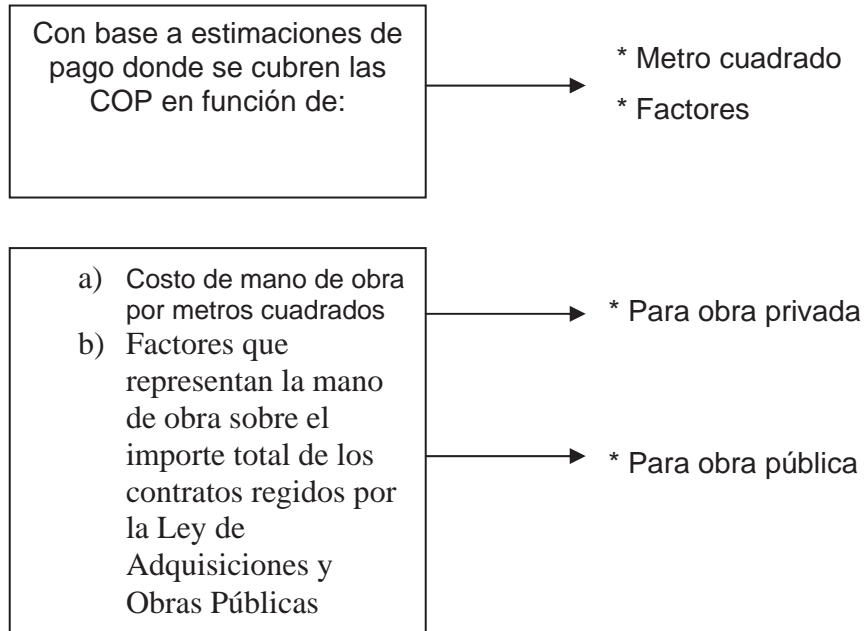 Con base a estimaciones de
pago donde se cubren las
COP en función de:
* Metro cuadrado
* Factores
a) Costo de mano de obra
por metros cuadrados
b) Factores que
representan la mano
de obra sobre el
importe total de los
contratos regidos por
la Ley de
Adquisiciones y
Obras Públicas
* Para obra privada
* Para obra pública